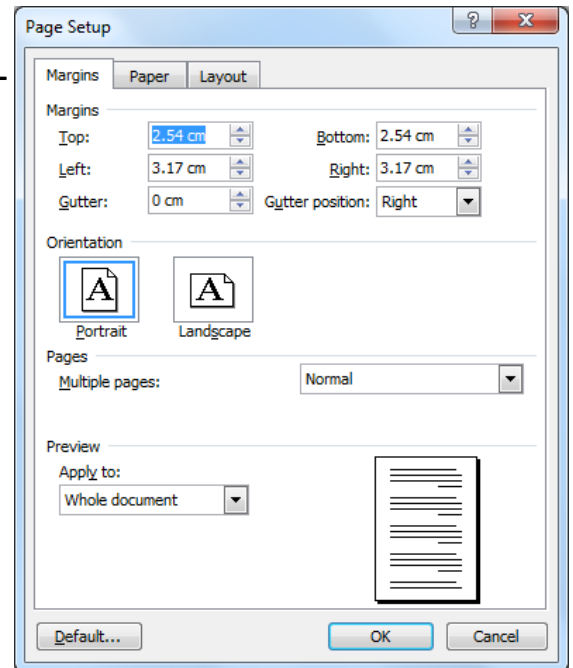 Page Setup
Margins Paper Layout
Margins
Top: 2.54 cm Bottom: 2.54 cm
Left: 3.17 cm Right: 3.17 cm
Gutter: 0 cm Gutter position: Right
Orientation
A A
Portrait Landscape
Pages
Multiple pages: Normal
Preview
Apply to:
Whole document
Default... OK Cancel